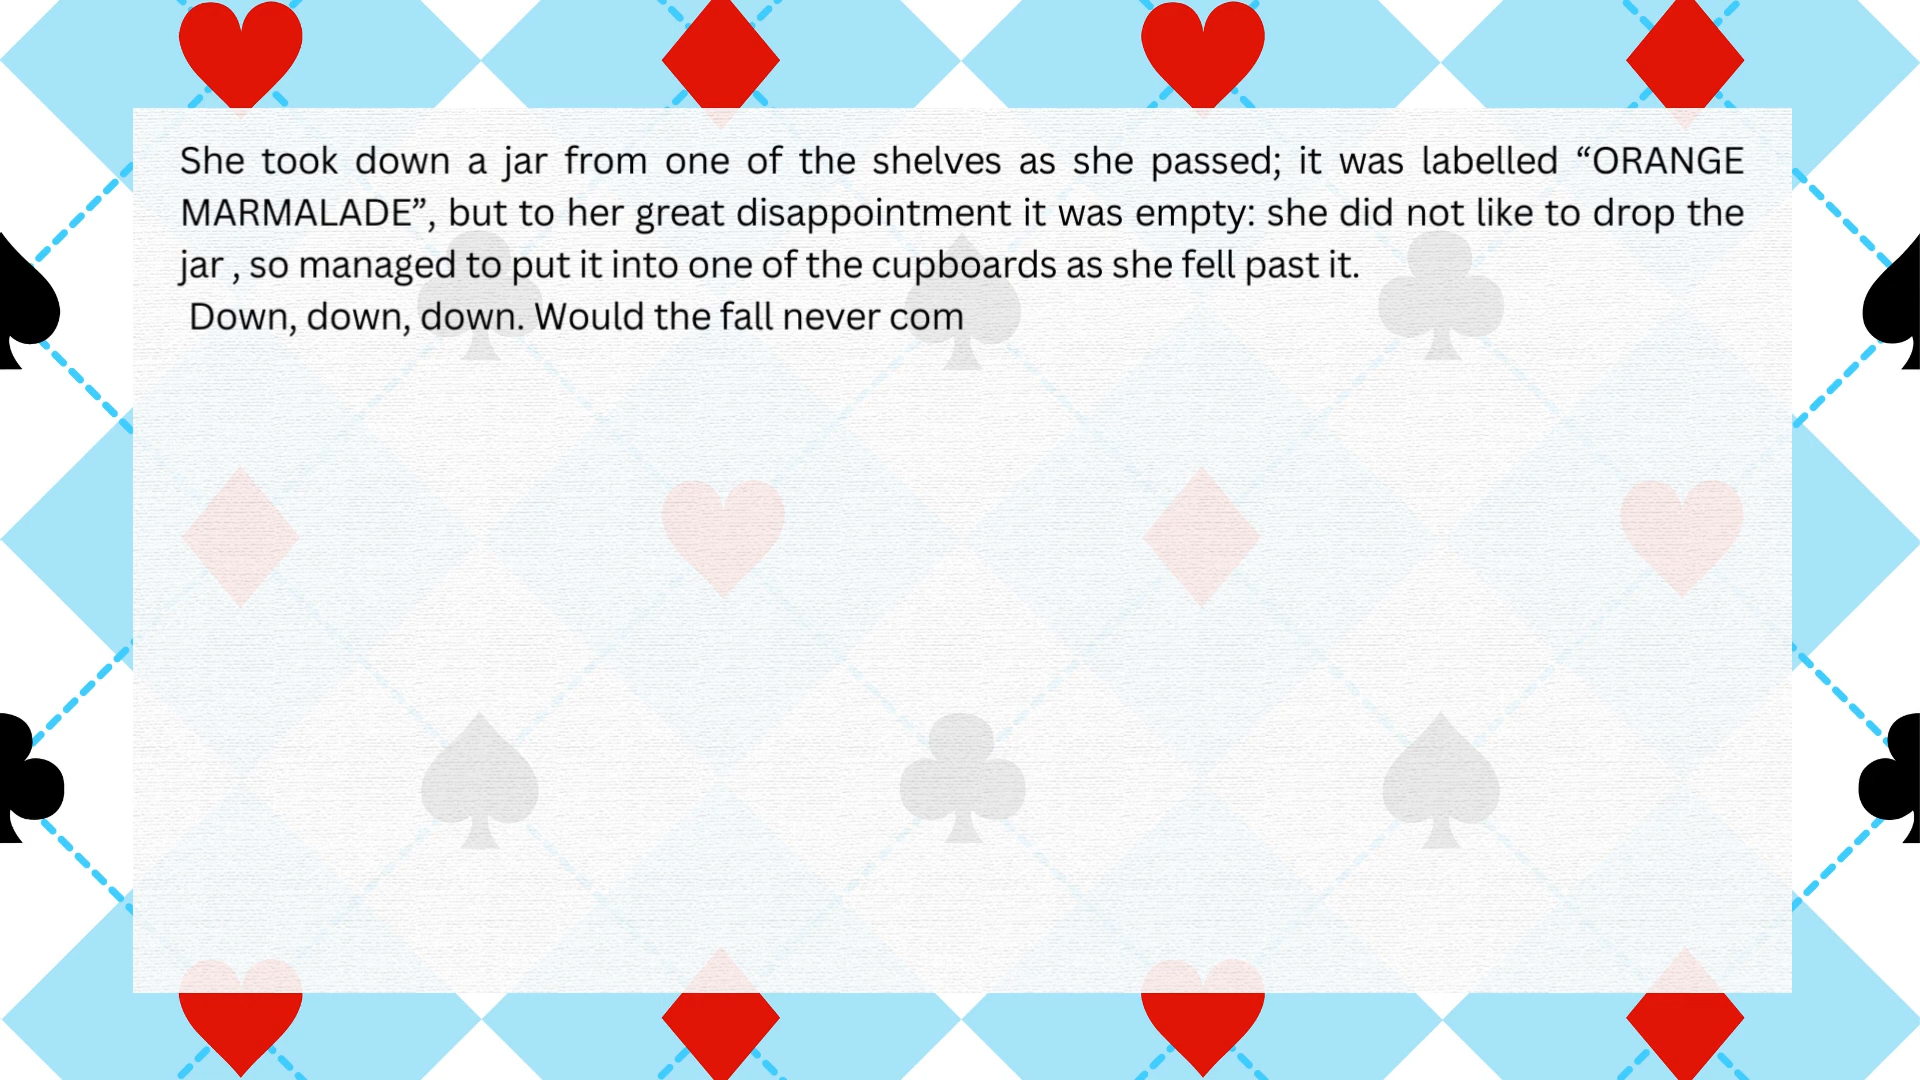 She took down a jar from one of the shelves as she passed; it was labelled “ORANGE
MARMALADE”, but to her great disappointment it was empty: she did not like to drop the
jar , so managed to put it into one of the cupboards as she fell past it.
Down, down, down. Would the fall never com